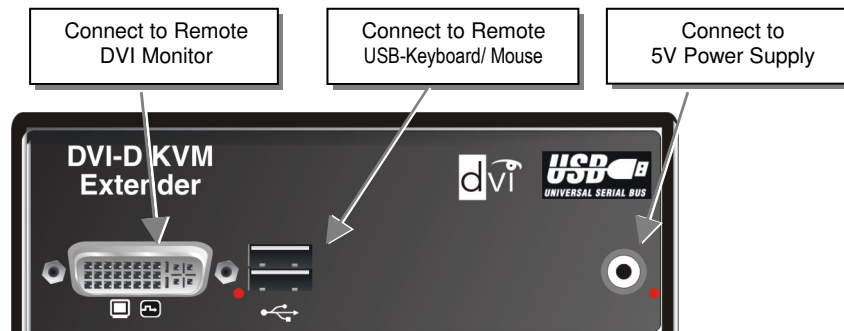 Connect to Remote
DVI Monitor
Connect to Remote
USB-Keyboard/ Mouse
Connect to
5V Power Supply
DVI-D KVM
Extender
dvi
USB
UNIVERSAL SERIAL BUS